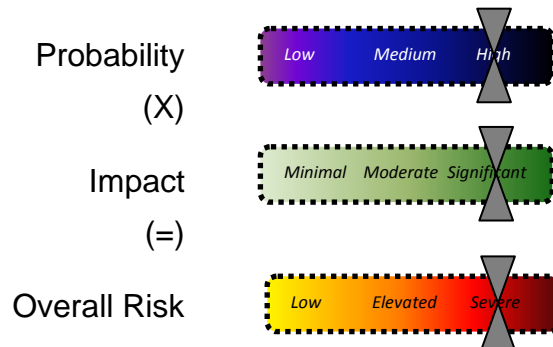 Probability
Low Medium High
(X)
Impact
Minimal Moderate Significant
(=)
Overall Risk
Low Elevated Severe